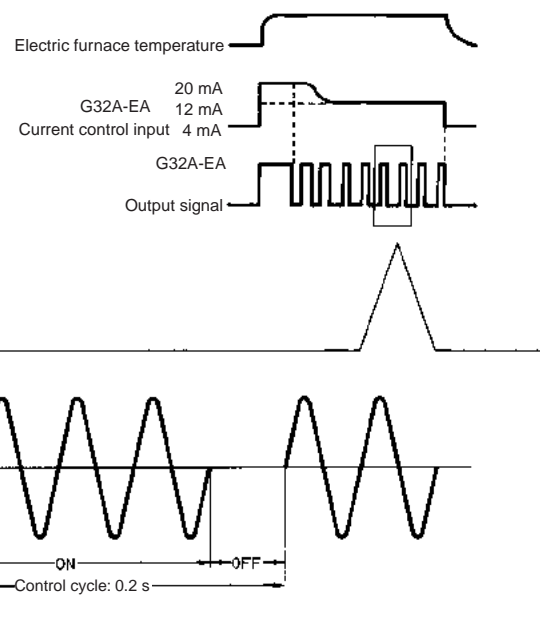 Electric furnace temperature
20 mA
G32A-EA 12 mA
Current control input 4 mA
G32A-EA
Output signal
ON OFF
Control cycle: 0.2 s